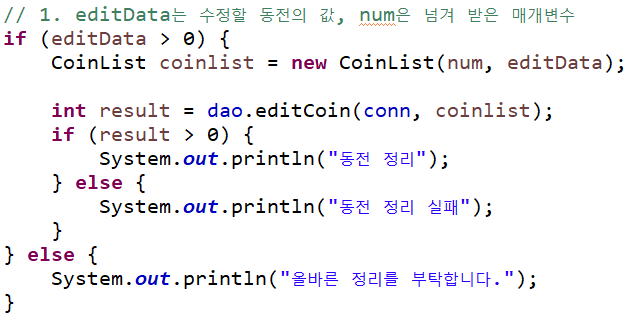 // 1. editData는 수정할 동전의 값, num은 넘겨 받은 매개변수
if (editData > 0) {
    CoinList coinlist = new CoinList(num, editData);

    int result = dao.editCoin(conn, coinlist);
    if (result > 0) {
        System.out.println("동전 정리");
    } else {
        System.out.println("동전 정리 실패");
    }
} else {
    System.out.println("올바른 정리를 부탁합니다.");
}